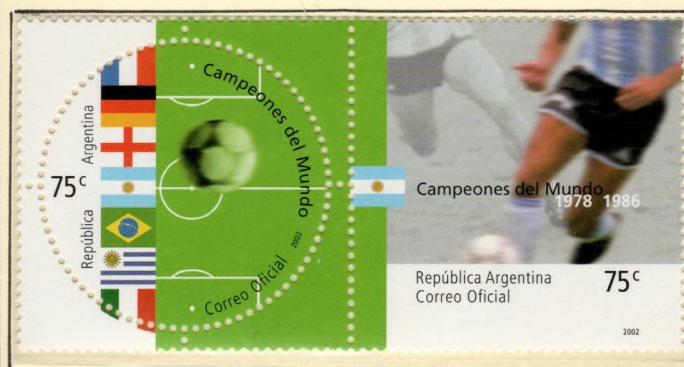 República Argentina
75c
Campeones del Mundo
Correo Oficial 2002
Campeones del Mundo
1978 1986
República Argentina
Correo Oficial
75c
2002